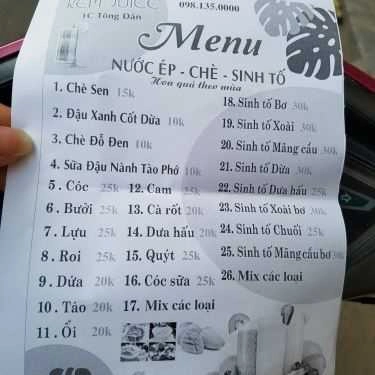 KEM JUICE
1C Tông Đản
098.135.0000
Menu
NƯỚC ÉP - CHÈ - SINH TỐ
Hoa quả theo mùa
1. Chè Sen 15k
2. Đậu Xanh Cốt Dừa 10k
3. Chè Đỗ Đen 10k
4. Sữa Đậu Nành Tào Phớ 10k
5. Cóc 25k
6. Bưởi 25k
7. Lựu 25k
8. Roi 25k
9. Dứa 20k
10. Táo 20k
11. Ổi 20k
12. Cam 25k
13. Cà rốt 20k
14. Dưa hấu 20k
15. Quýt 25k
16. Cóc sữa 25k
17. Mix các loại
18. Sinh tố Bơ 30k
19. Sinh tố Xoài 30k
20. Sinh tố Mãng cầu 30k
21. Sinh tố Dừa 30k
22. Sinh tố Dưa hấu 25k
23. Sinh tố Xoài bơ 30k
24. Sinh tố Chuối 25k
25. Sinh tố Mãng cầu bơ 30k
26. Mix các loại